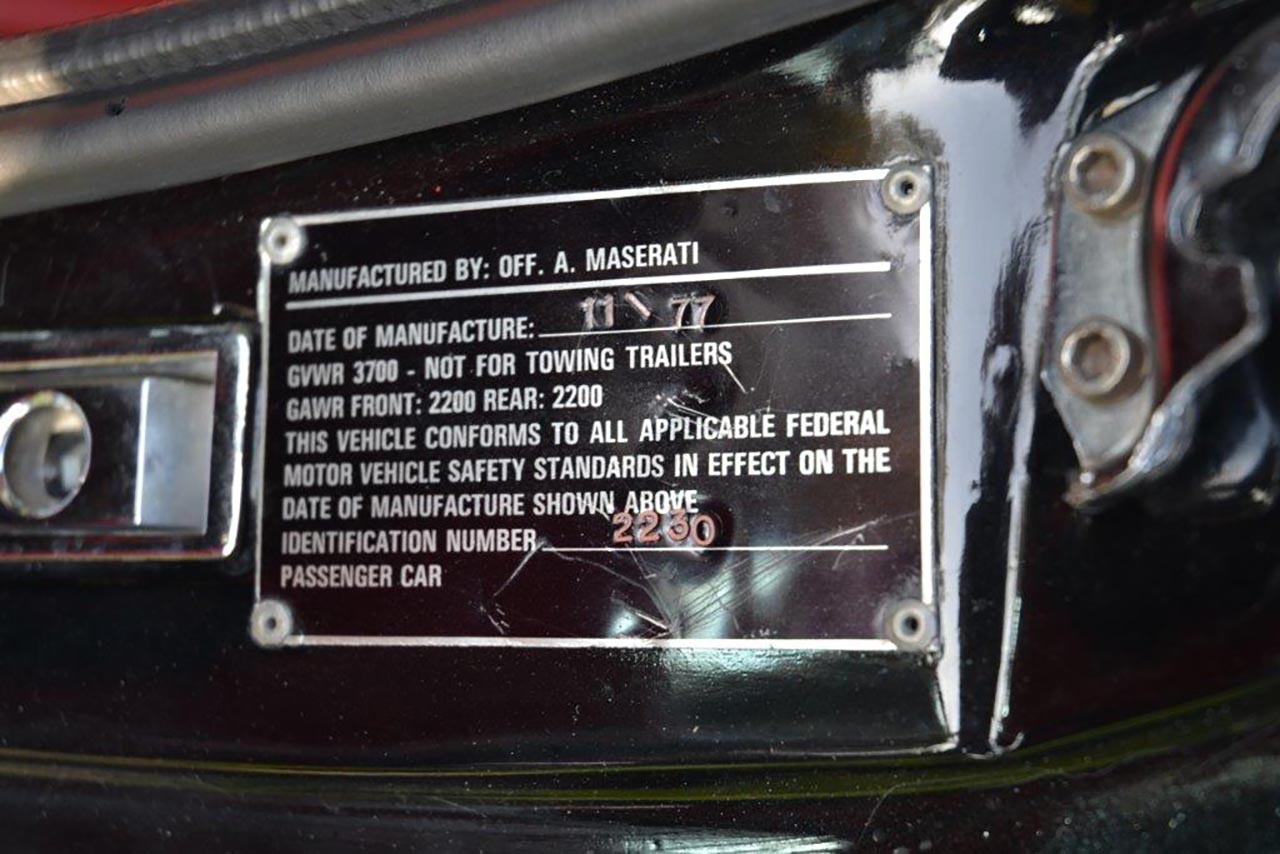 MANUFACTURED BY: OFF. A. MASERATI
DATE OF MANUFACTURE: 11 \ 77
GVWR 3700 - NOT FOR TOWING TRAILERS
GAWR FRONT: 2200 REAR: 2200
THIS VEHICLE CONFORMS TO ALL APPLICABLE FEDERAL
MOTOR VEHICLE SAFETY STANDARDS IN EFFECT ON THE
DATE OF MANUFACTURE SHOWN ABOVE
IDENTIFICATION NUMBER 2230
PASSENGER CAR